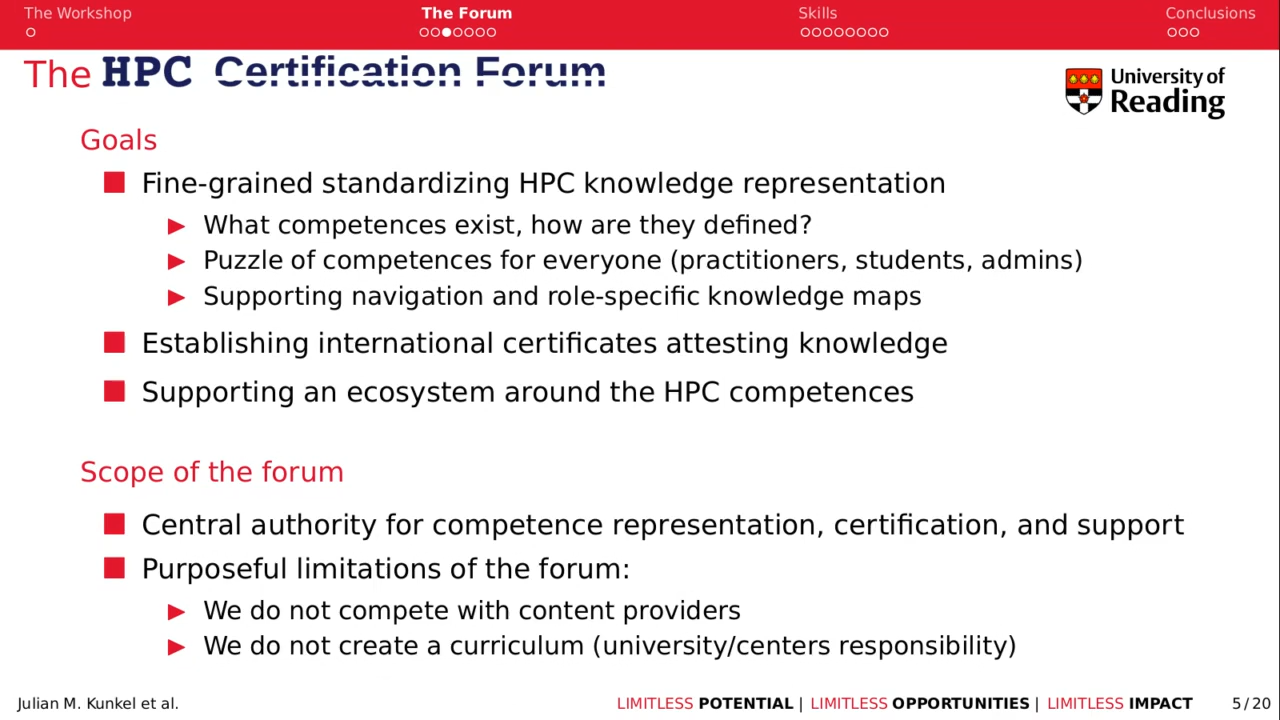 The Workshop
The Forum
Skills
Conclusions
The HPC Certification Forum
University of
Reading
Goals
Fine-grained standardizing HPC knowledge representation
What competences exist, how are they defined?
Puzzle of competences for everyone (practitioners, students, admins)
Supporting navigation and role-specific knowledge maps
Establishing international certificates attesting knowledge
Supporting an ecosystem around the HPC competences
Scope of the forum
Central authority for competence representation, certification, and support
Purposeful limitations of the forum:
We do not compete with content providers
We do not create a curriculum (university/centers responsibility)
Julian M. Kunkel et al.
LIMITLESS POTENTIAL | LIMITLESS OPPORTUNITIES | LIMITLESS IMPACT
5 / 20